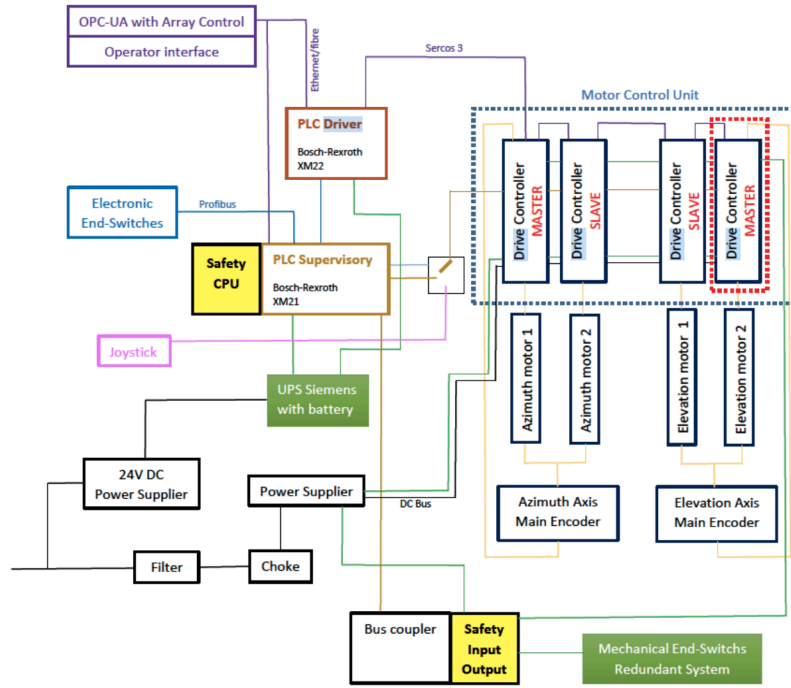 OPC-UA with Array Control
Operator interface
Ethernet/fibre
Sercos 3
Motor Control Unit
PLC Driver
Bosch-Rexroth
XM22
Drive Controller
MASTER
Drive Controller
SLAVE
Drive Controller
SLAVE
Drive Controller
MASTER
Electronic
End-Switches
Profibus
Safety
CPU
PLC Supervisory
Bosch-Rexroth
XM21
Joystick
Azimuth motor 1
Azimuth motor 2
Elevation motor 1
Elevation motor 2
UPS Siemens
with battery
24V DC
Power Supplier
Power Supplier
DC Bus
Azimuth Axis
Main Encoder
Elevation Axis
Main Encoder
Filter
Choke
Bus coupler
Safety
Input
Output
Mechanical End-Switchs
Redundant System